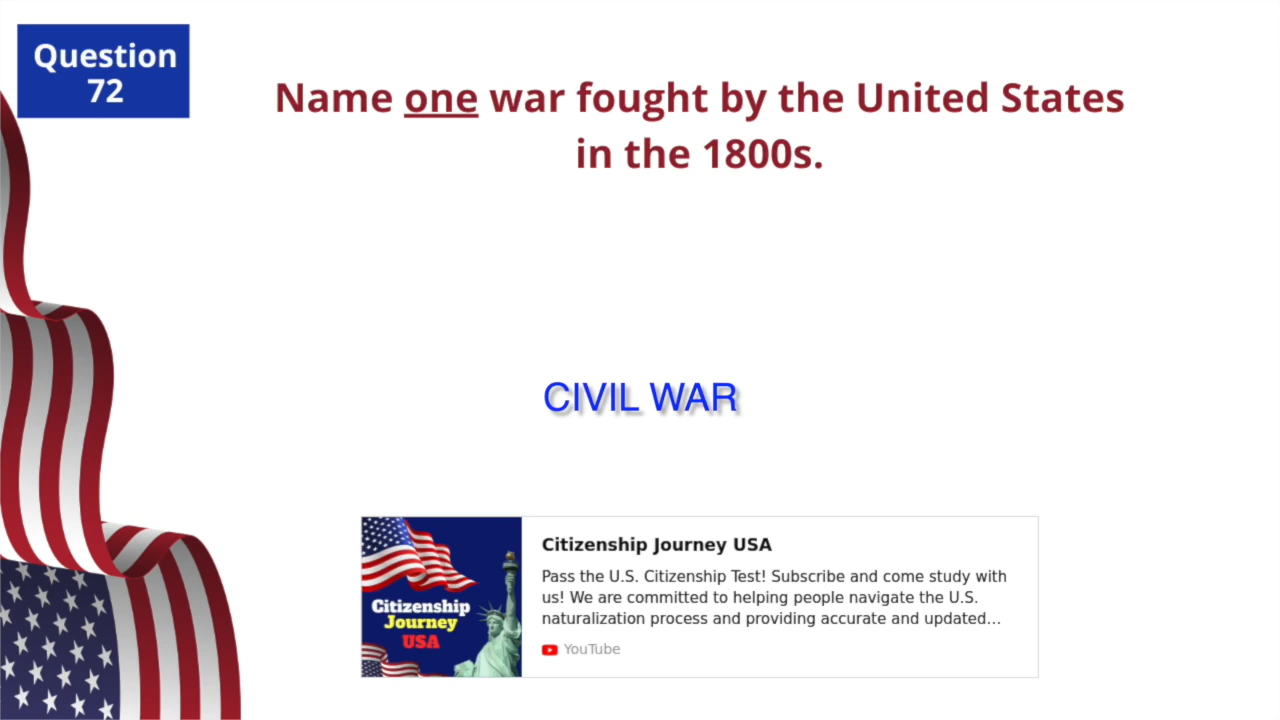 Question
72
Name one war fought by the United States
in the 1800s.
CIVIL WAR
Citizenship
Journey
USA
Citizenship Journey USA
Pass the U.S. Citizenship Test! Subscribe and come study with
us! We are committed to helping people navigate the U.S.
naturalization process and providing accurate and updated...
YouTube